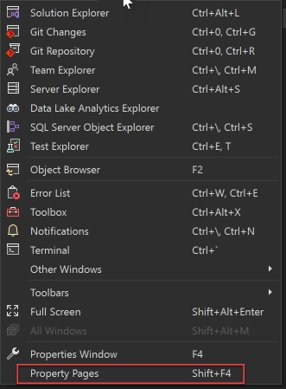 Solution Explorer Ctrl+Alt+L
Git Changes Ctrl+0, Ctrl+G
Git Repository Ctrl+0, Ctrl+R
Team Explorer Ctrl+\, Ctrl+M
Server Explorer Ctrl+Alt+S
Data Lake Analytics Explorer
SQL Server Object Explorer Ctrl+\, Ctrl+S
Test Explorer Ctrl+E, T
Object Browser F2
Error List Ctrl+W, Ctrl+E
Toolbox Ctrl+Alt+X
Notifications Ctrl+\, Ctrl+N
Terminal Ctrl+`
Other Windows
Toolbars
Full Screen Shift+Alt+Enter
All Windows Shift+Alt+M
Properties Window F4
Property Pages Shift+F4